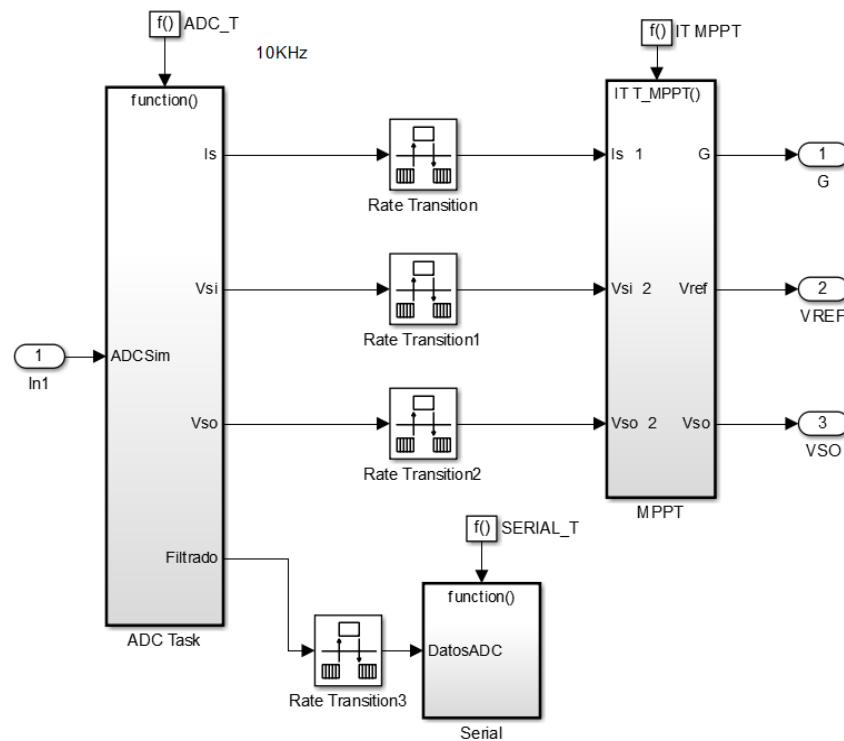 f() ADC_T
10KHz
f() IT MPPT
function()
IT T_MPPT()
Is
Is 1
G
1
G
Rate Transition
Vsi
Vsi 2
Vref
2
VREF
Rate Transition1
1
In1
ADCSim
Vso
Vso 2
Vso
3
VSO
Rate Transition2
MPPT
f() SERIAL_T
Filtrado
function()
ADC Task
DatosADC
Rate Transition3
Serial